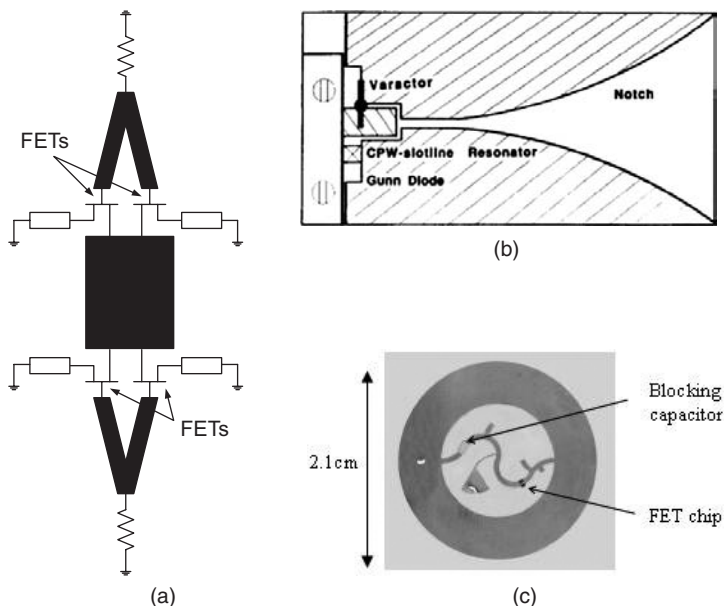 FETs
FETs
(a)
Varactor
Notch
CPW-slotline Resonator
Gunn Diode
(b)
2.1cm
Blocking
capacitor
FET chip
(c)